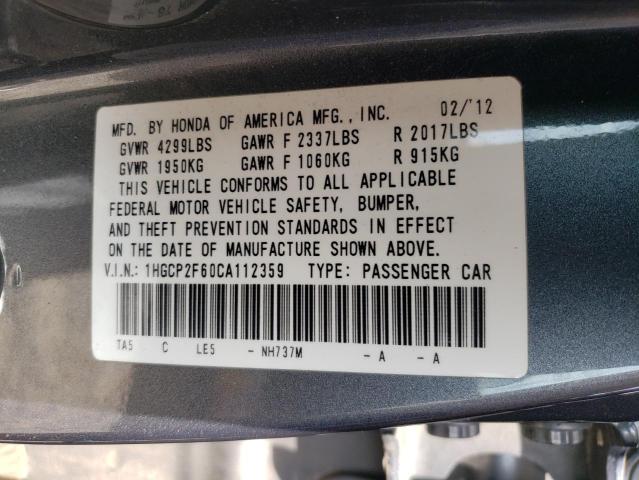 MFD. BY HONDA OF AMERICA MFG., INC. 02/'12
GVWR 4299LBS GAWR F 2337LBS R 2017LBS
GVWR 1950KG GAWR F 1060KG R 915KG
THIS VEHICLE CONFORMS TO ALL APPLICABLE
FEDERAL MOTOR VEHICLE SAFETY, BUMPER,
AND THEFT PREVENTION STANDARDS IN EFFECT
ON THE DATE OF MANUFACTURE SHOWN ABOVE.
V.I.N.: 1HGCP2F60CA112359 TYPE: PASSENGER CAR
TA5 C LE5 - NH737M - A - A